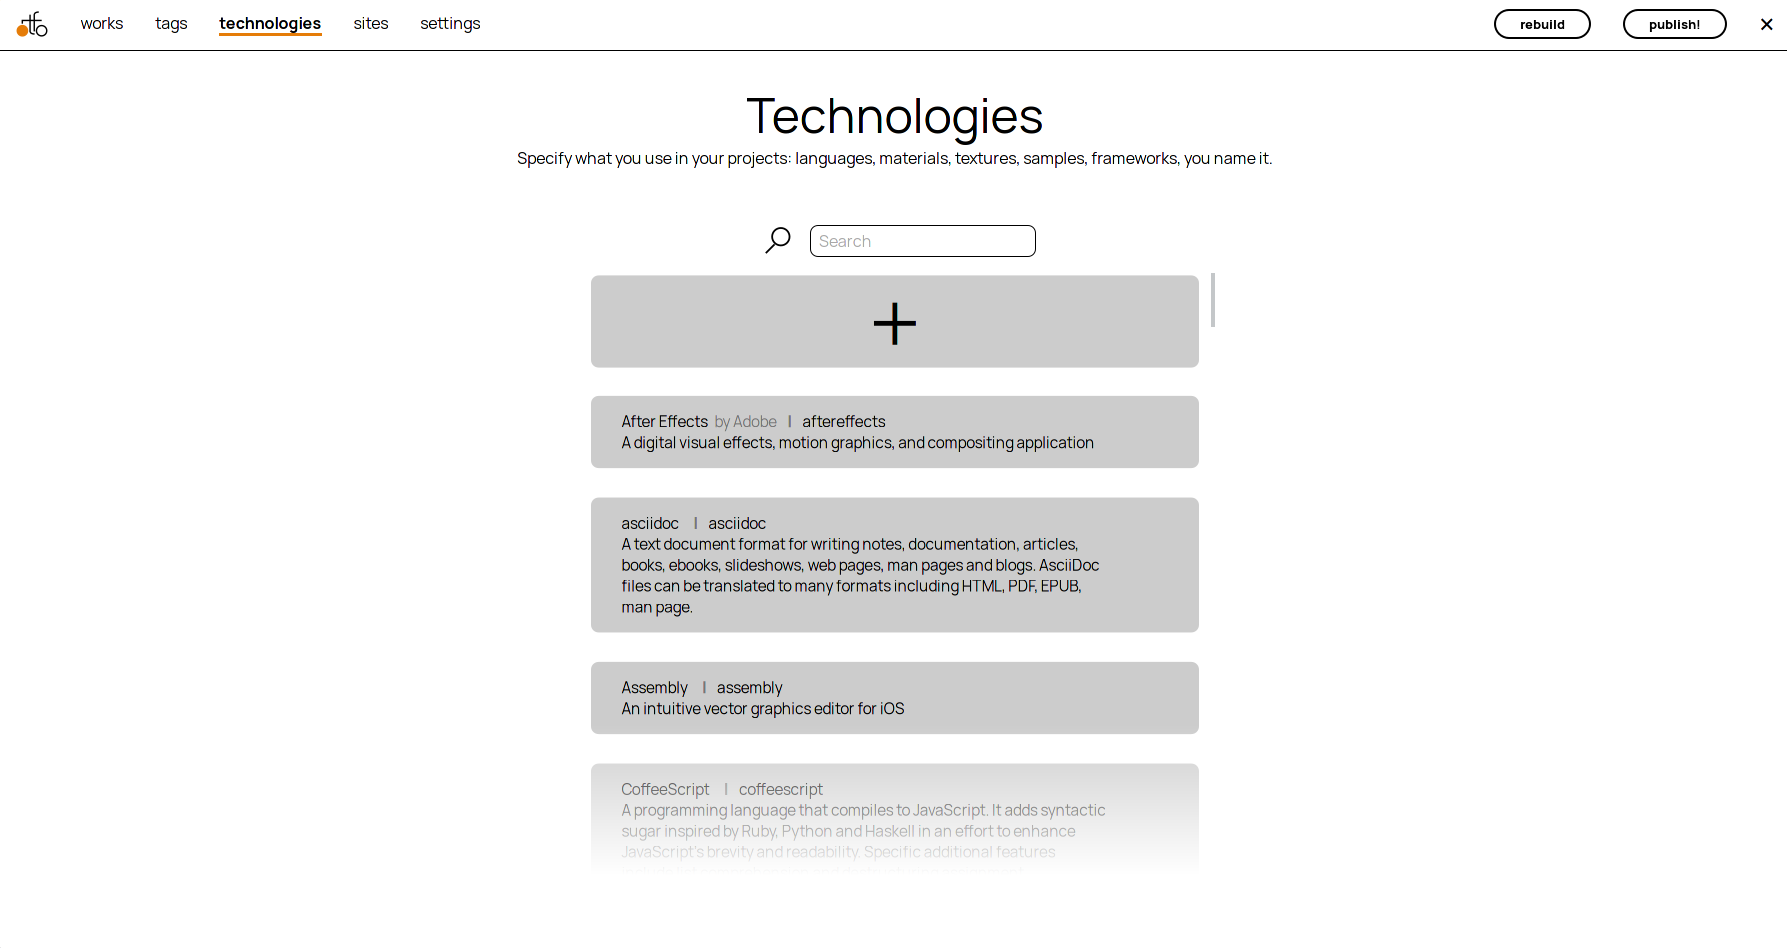 works tags technologies sites settings rebuild publish!
Technologies
Specify what you use in your projects: languages, materials, textures, samples, frameworks, you name it.
Search
After Effects by Adobe | aftereffects
A digital visual effects, motion graphics, and compositing application
asciidoc | asciidoc
A text document format for writing notes, documentation, articles,
books, ebooks, slideshows, web pages, man pages and blogs. AsciiDoc
files can be translated to many formats including HTML, PDF, EPUB,
man page.
Assembly | assembly
An intuitive vector graphics editor for iOS
CoffeeScript | coffeescript
A programming language that compiles to JavaScript. It adds syntactic
sugar inspired by Ruby, Python and Haskell in an effort to enhance
JavaScript's brevity and readability. Specific additional features